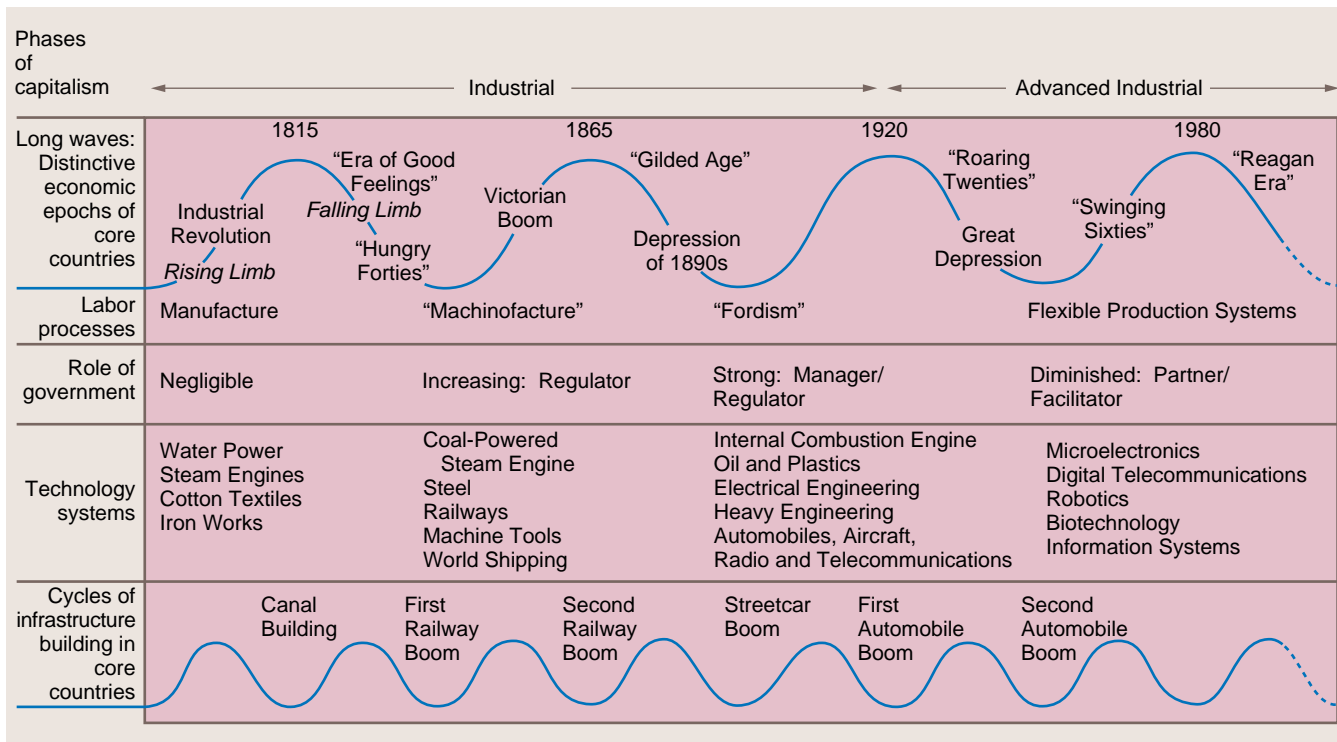 Phases
of
capitalism
Industrial
Advanced Industrial
Long waves:
Distinctive
economic
epochs of
core
countries
1815
1865
1920
1980
“Era of Good
Feelings”
Falling Limb
“Gilded Age”
“Roaring
Twenties”
“Reagan
Era”
Industrial
Revolution
Rising Limb
“Hungry
Forties”
Victorian
Boom
Depression
of 1890s
Great
Depression
“Swinging
Sixties”
Labor
processes
Manufacture
“Machinofacture”
“Fordism”
Flexible Production Systems
Role of
government
Negligible
Increasing: Regulator
Strong: Manager/
Regulator
Diminished: Partner/
Facilitator
Technology
systems
Water Power
Steam Engines
Cotton Textiles
Iron Works
Coal-Powered
Steam Engine
Steel
Railways
Machine Tools
World Shipping
Internal Combustion Engine
Oil and Plastics
Electrical Engineering
Heavy Engineering
Automobiles, Aircraft,
Radio and Telecommunications
Microelectronics
Digital Telecommunications
Robotics
Biotechnology
Information Systems
Cycles of
infrastructure
building in
core
countries
Canal
Building
First
Railway
Boom
Second
Railway
Boom
Streetcar
Boom
First
Automobile
Boom
Second
Automobile
Boom